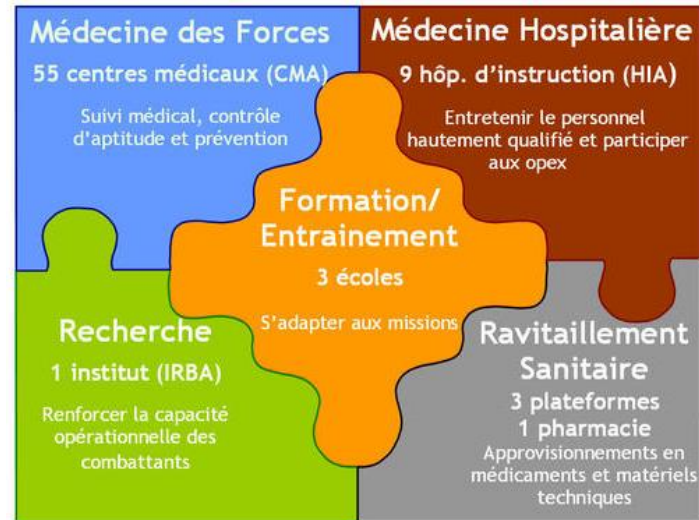 Médecine des Forces
55 centres médicaux (CMA)
Suivi médical, contrôle
d'aptitude et prévention
Médecine Hospitalière
9 hôp. d'instruction (HIA)
Entretenir le personnel
hautement qualifié et participer
aux opex
Formation/
Entrainement
3 écoles
S'adapter aux missions
Recherche
1 institut (IRBA)
Renforcer la capacité
opérationnelle des
combattants
Ravitaillement
Sanitaire
3 plateformes
1 pharmacie
Approvisionnements en
médicaments et matériels
techniques